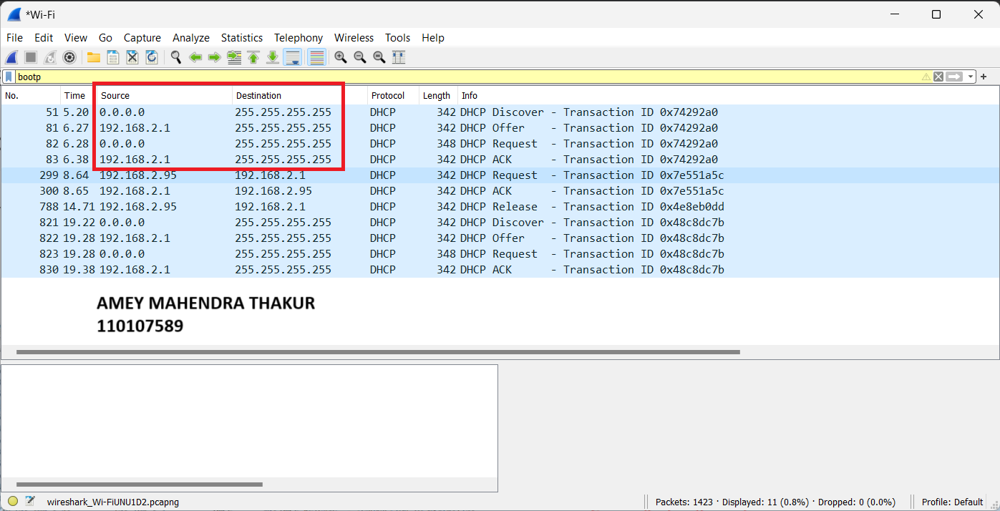 *Wi-Fi
File Edit View Go Capture Analyze Statistics Telephony Wireless Tools Help
bootp
No. Time Source Destination Protocol Length Info
51 5.20 0.0.0.0 255.255.255.255 DHCP 342 DHCP Discover - Transaction ID 0x74292a0
81 6.27 192.168.2.1 255.255.255.255 DHCP 342 DHCP Offer - Transaction ID 0x74292a0
82 6.28 0.0.0.0 255.255.255.255 DHCP 348 DHCP Request - Transaction ID 0x74292a0
83 6.38 192.168.2.1 255.255.255.255 DHCP 342 DHCP ACK - Transaction ID 0x74292a0
299 8.64 192.168.2.95 192.168.2.1 DHCP 342 DHCP Request - Transaction ID 0x7e551a5c
300 8.65 192.168.2.1 192.168.2.95 DHCP 342 DHCP ACK - Transaction ID 0x7e551a5c
788 14.71 192.168.2.95 192.168.2.1 DHCP 342 DHCP Release - Transaction ID 0x4e8eb0dd
821 19.22 0.0.0.0 255.255.255.255 DHCP 342 DHCP Discover - Transaction ID 0x48c8dc7b
822 19.28 192.168.2.1 255.255.255.255 DHCP 342 DHCP Offer - Transaction ID 0x48c8dc7b
823 19.28 0.0.0.0 255.255.255.255 DHCP 348 DHCP Request - Transaction ID 0x48c8dc7b
830 19.38 192.168.2.1 255.255.255.255 DHCP 342 DHCP ACK - Transaction ID 0x48c8dc7b
AMEY MAHENDRA THAKUR
110107589
wireshark_Wi-FiUNU1D2.pcapng Packets: 1423 · Displayed: 11 (0.8%) · Dropped: 0 (0.0%) Profile: Default